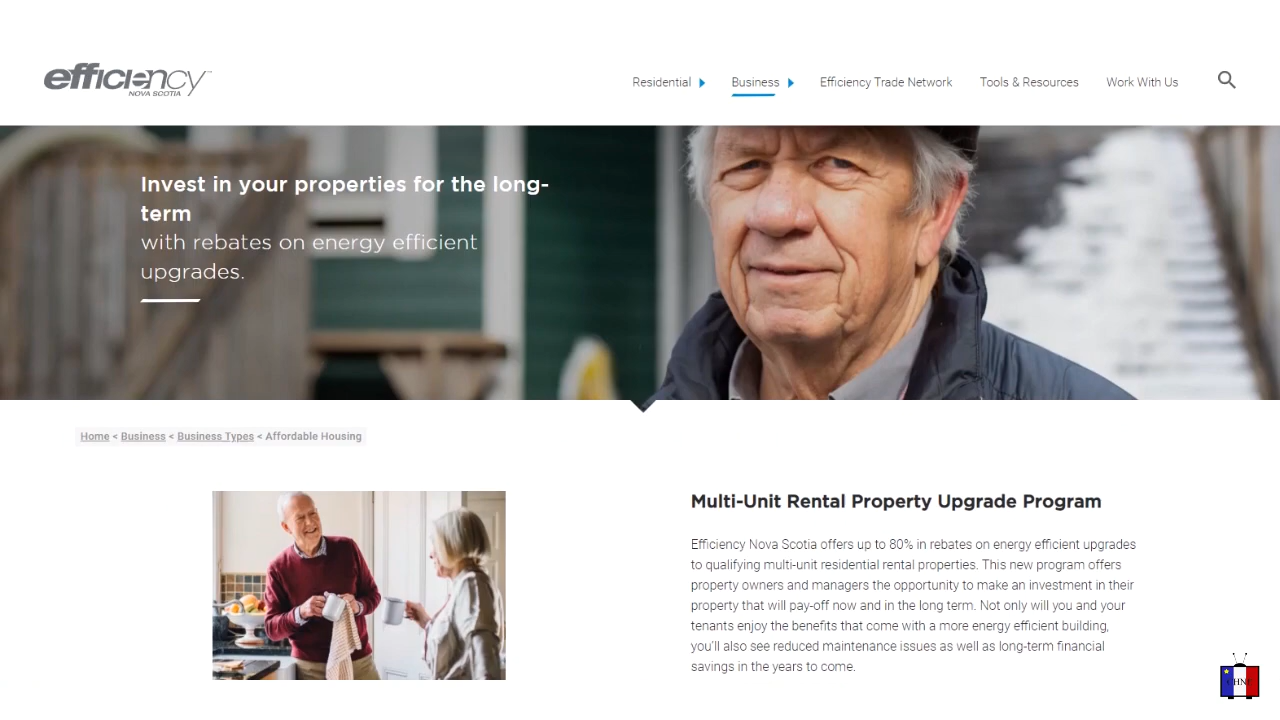 efficiency
NOVA SCOTIA
Residential
Business
Efficiency Trade Network
Tools & Resources
Work With Us
Invest in your properties for the long-
term
with rebates on energy efficient
upgrades.
Home < Business < Business Types < Affordable Housing
Multi-Unit Rental Property Upgrade Program
Efficiency Nova Scotia offers up to 80% in rebates on energy efficient upgrades
to qualifying multi-unit residential rental properties. This new program offers
property owners and managers the opportunity to make an investment in their
property that will pay-off now and in the long term. Not only will you and your
tenants enjoy the benefits that come with a more energy efficient building,
you'll also see reduced maintenance issues as well as long-term financial
savings in the years to come.